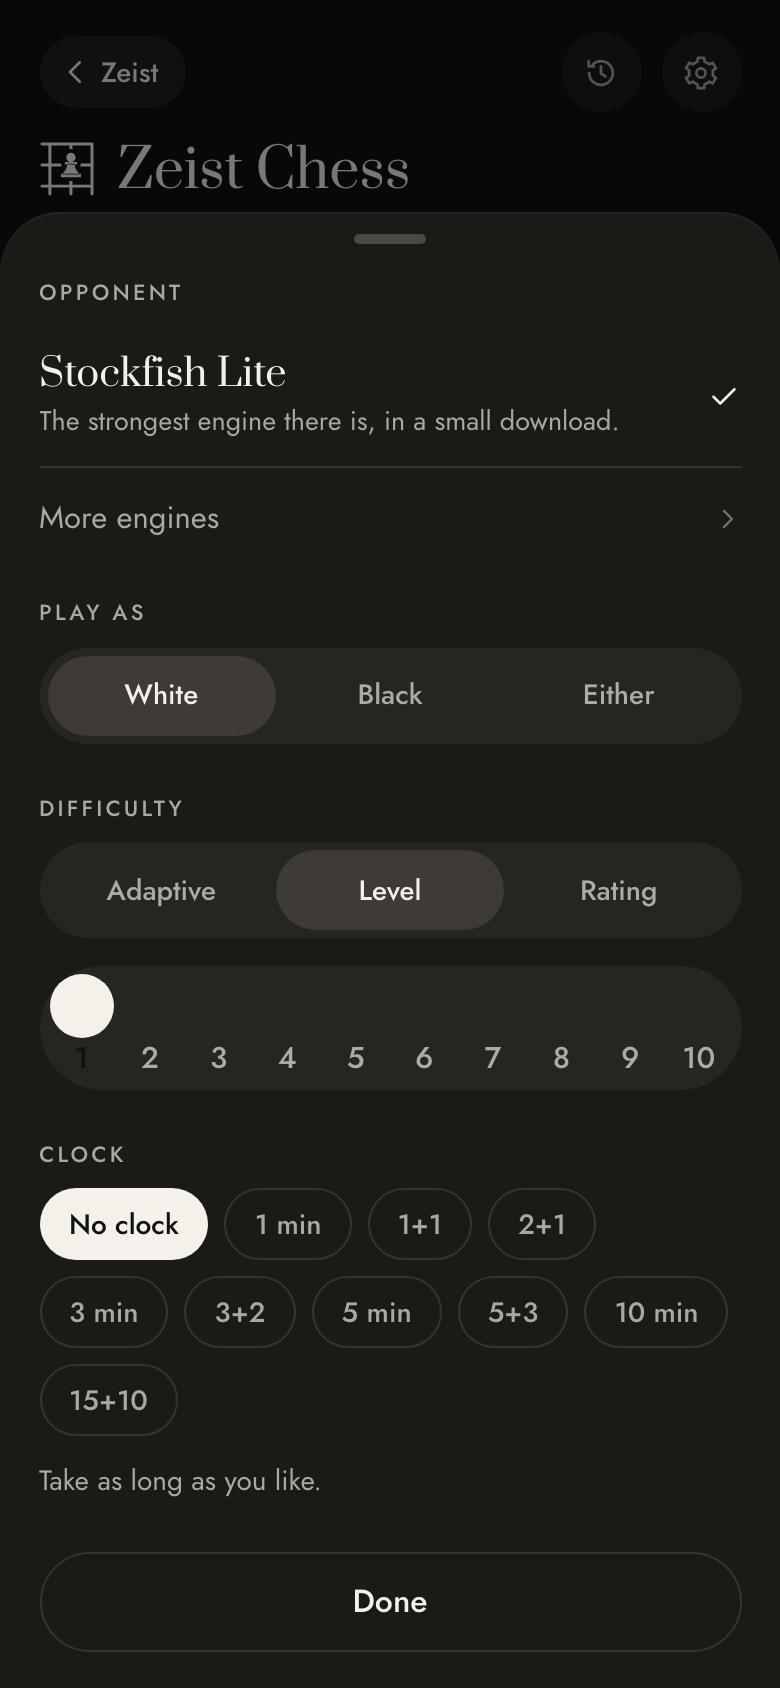 Zeist
Zeist Chess
OPPONENT
Stockfish Lite
The strongest engine there is, in a small download.
More engines
PLAY AS
White Black Either
DIFFICULTY
Adaptive Level Rating
1 2 3 4 5 6 7 8 9 10
CLOCK
No clock 1 min 1+1 2+1
3 min 3+2 5 min 5+3 10 min
15+10
Take as long as you like.
Done